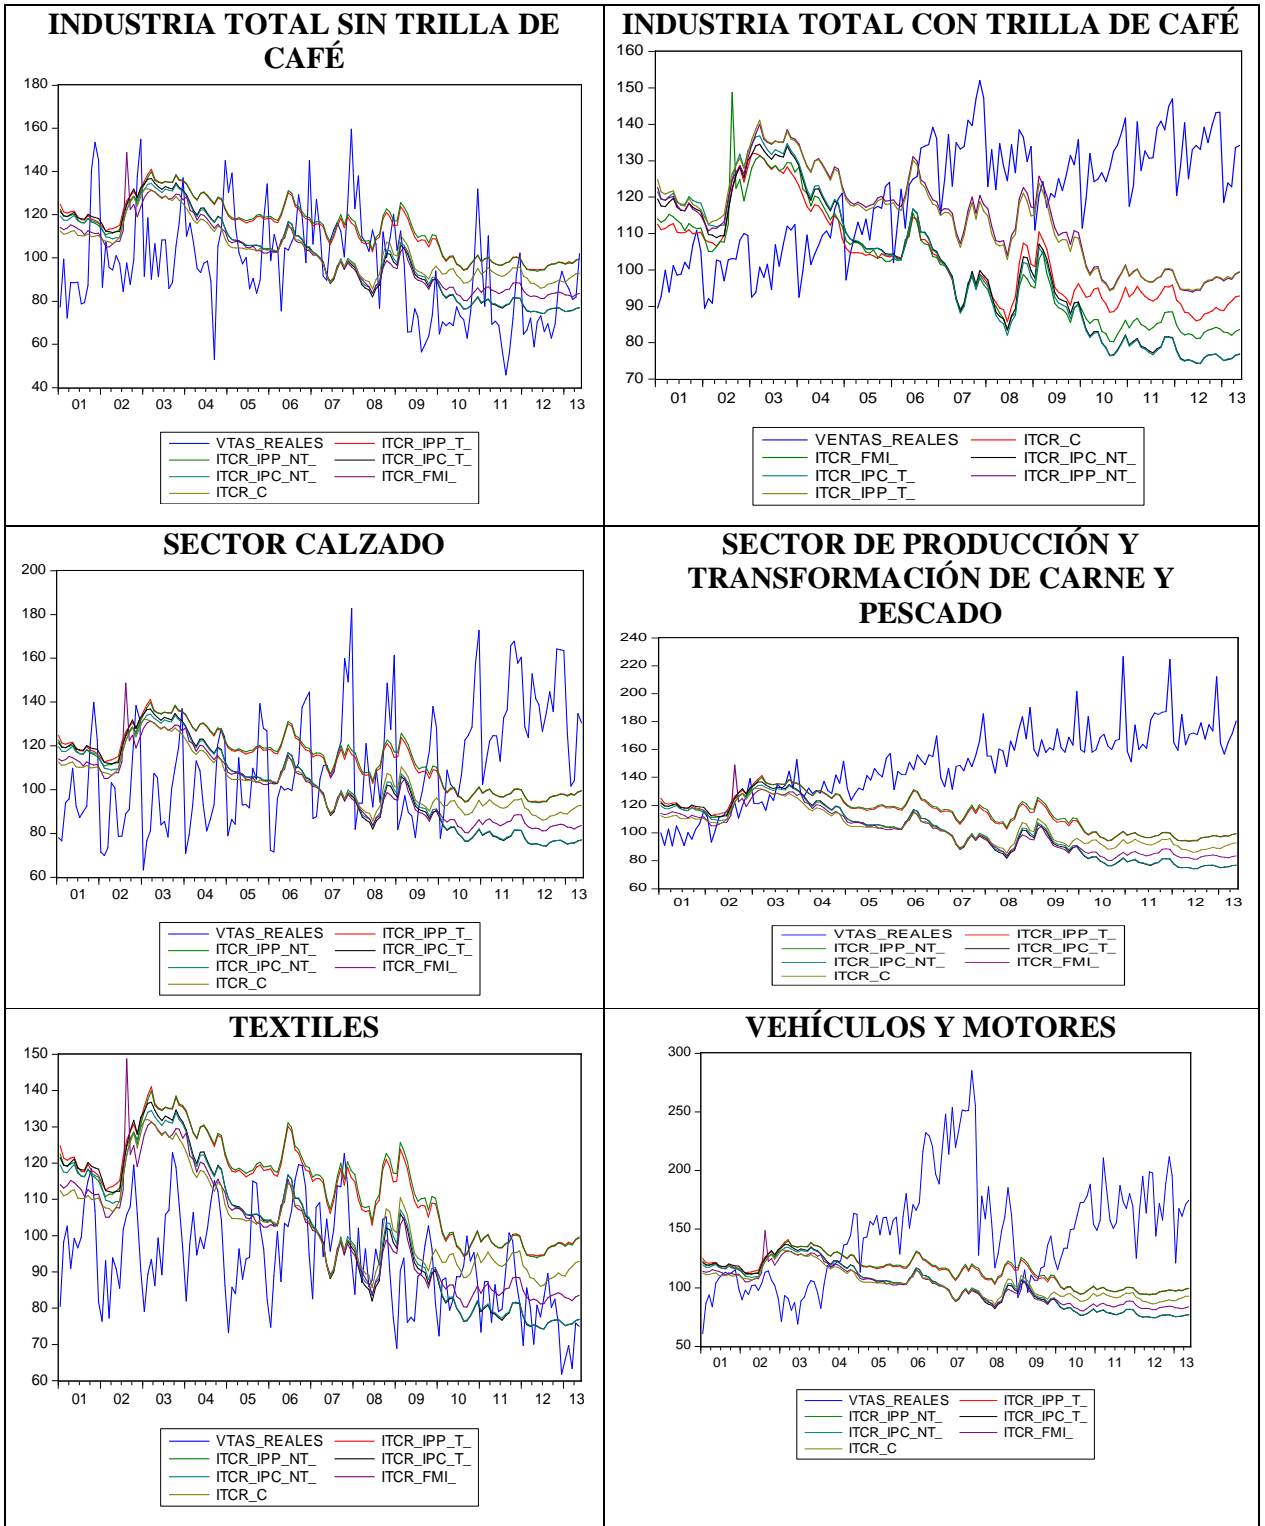 INDUSTRIA TOTAL SIN TRILLA DE
CAFÉ
180
160
140
120
100
80
60
40
01 02 03 04 05 06 07 08 09 10 11 12 13
VTAS_REALES ITCR_IPP_T_
ITCR_IPP_NT_ ITCR_IPC_T_
ITCR_IPC_NT_ ITCR_FMI_
ITCR_C
INDUSTRIA TOTAL CON TRILLA DE CAFÉ
160
150
140
130
120
110
100
90
80
70
01 02 03 04 05 06 07 08 09 10 11 12 13
VENTAS_REALES ITCR_C
ITCR_FMI_ ITCR_IPC_NT_
ITCR_IPC_T_ ITCR_IPP_NT_
ITCR_IPP_T_
SECTOR CALZADO
200
180
160
140
120
100
80
60
01 02 03 04 05 06 07 08 09 10 11 12 13
VTAS_REALES ITCR_IPP_T_
ITCR_IPP_NT_ ITCR_IPC_T_
ITCR_IPC_NT_ ITCR_FMI_
ITCR_C
SECTOR DE PRODUCCIÓN Y
TRANSFORMACIÓN DE CARNE Y
PESCADO
240
220
200
180
160
140
120
100
80
60
01 02 03 04 05 06 07 08 09 10 11 12 13
VTAS_REALES ITCR_IPP_T_
ITCR_IPP_NT_ ITCR_IPC_T_
ITCR_IPC_NT_ ITCR_FMI_
ITCR_C
TEXTILES
150
140
130
120
110
100
90
80
70
60
01 02 03 04 05 06 07 08 09 10 11 12 13
VTAS_REALES ITCR_IPP_T_
ITCR_IPP_NT_ ITCR_IPC_T_
ITCR_IPC_NT_ ITCR_FMI_
ITCR_C
VEHÍCULOS Y MOTORES
300
250
200
150
100
50
01 02 03 04 05 06 07 08 09 10 11 12 13
VTAS_REALES ITCR_IPP_T_
ITCR_IPP_NT_ ITCR_IPC_T_
ITCR_IPC_NT_ ITCR_FMI_
ITCR_C